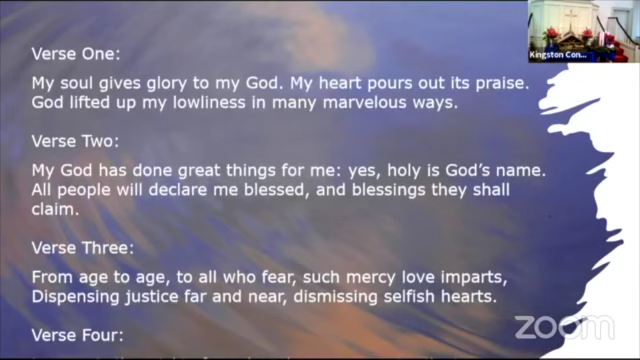 Kingston Con...
Verse One:
My soul gives glory to my God. My heart pours out its praise.
God lifted up my lowliness in many marvelous ways.
Verse Two:
My God has done great things for me: yes, holy is God's name.
All people will declare me blessed, and blessings they shall
claim.
Verse Three:
From age to age, to all who fear, such mercy love imparts,
Dispensing justice far and near, dismissing selfish hearts.
Verse Four:
zoom